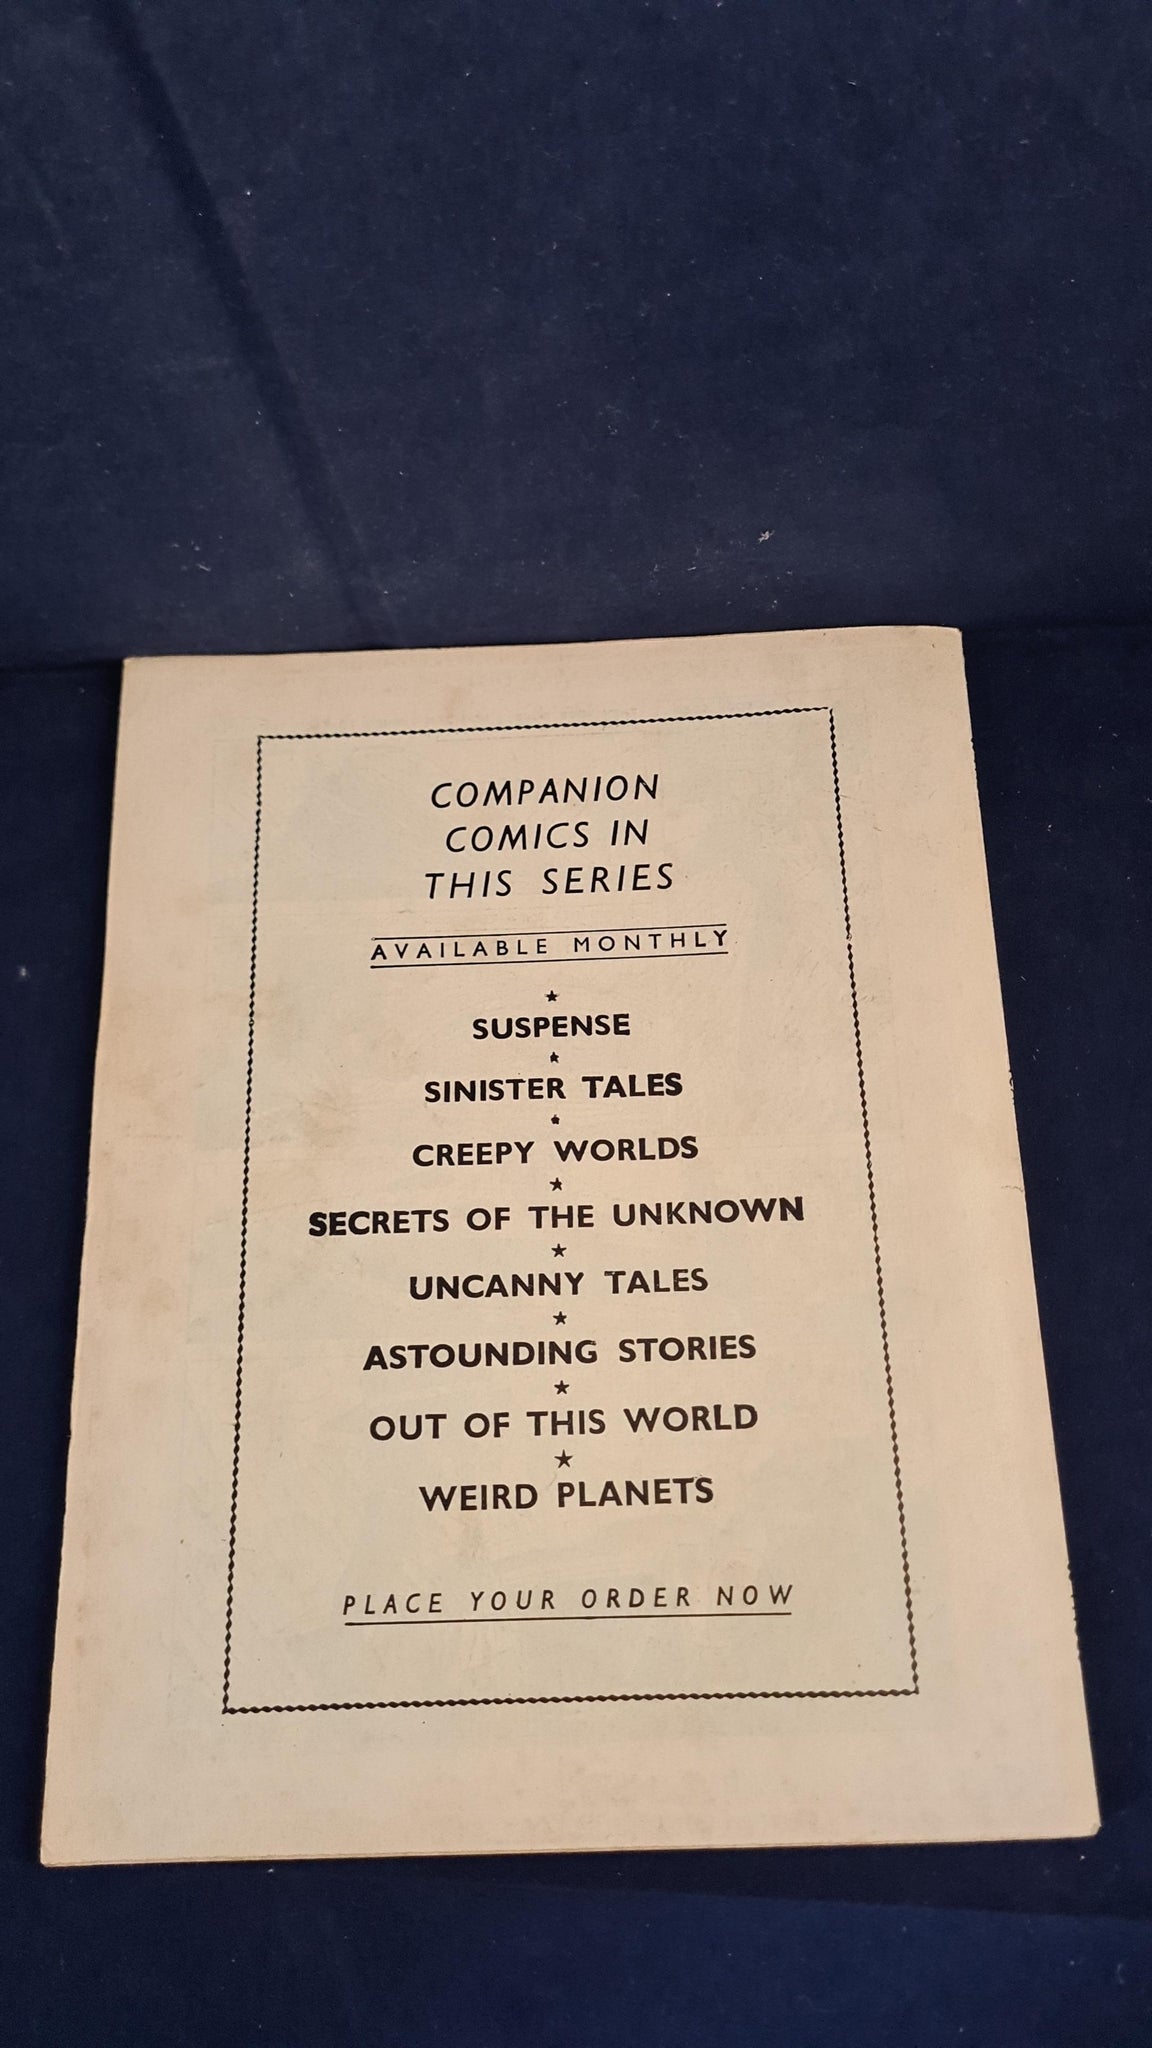 COMPANION
COMICS IN
THIS SERIES
AVAILABLE MONTHLY
SUSPENSE
SINISTER TALES
CREEPY WORLDS
SECRETS OF THE UNKNOWN
UNCANNY TALES
ASTOUNDING STORIES
OUT OF THIS WORLD
WEIRD PLANETS
PLACE YOUR ORDER NOW